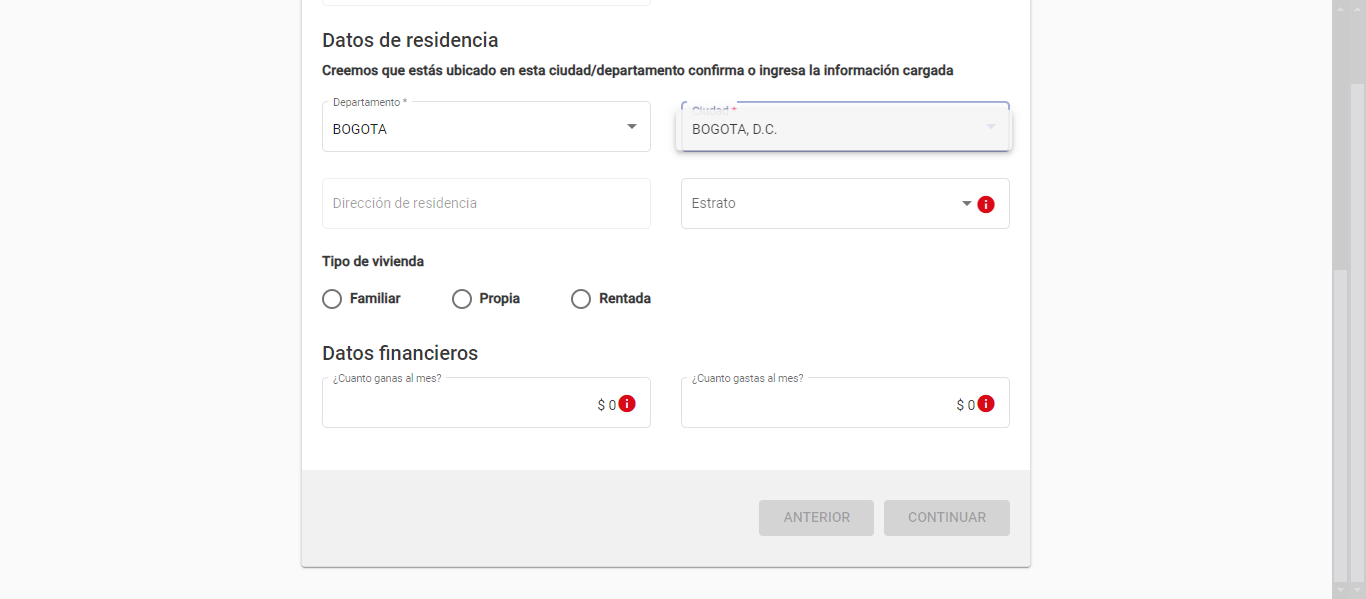 Datos de residencia
Creemos que estás ubicado en esta ciudad/departamento confirma o ingresa la información cargada
Departamento *
Ciudad *
BOGOTA
BOGOTA, D.C.
Dirección de residencia
Estrato
Tipo de vivienda
Familiar
Propia
Rentada
Datos financieros
¿Cuanto ganas al mes?
¿Cuanto gastas al mes?
$ 0
$ 0
ANTERIOR
CONTINUAR